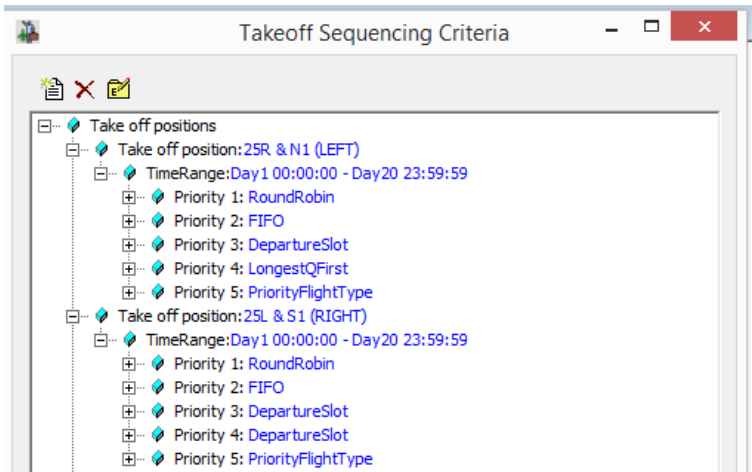 Takeoff Sequencing Criteria
Take off positions
Take off position:25R & N1 (LEFT)
TimeRange:Day1 00:00:00 - Day20 23:59:59
Priority 1: RoundRobin
Priority 2: FIFO
Priority 3: DepartureSlot
Priority 4: LongestQFirst
Priority 5: PriorityFlightType
Take off position:25L & S1 (RIGHT)
TimeRange:Day1 00:00:00 - Day20 23:59:59
Priority 1: RoundRobin
Priority 2: FIFO
Priority 3: DepartureSlot
Priority 4: DepartureSlot
Priority 5: PriorityFlightType